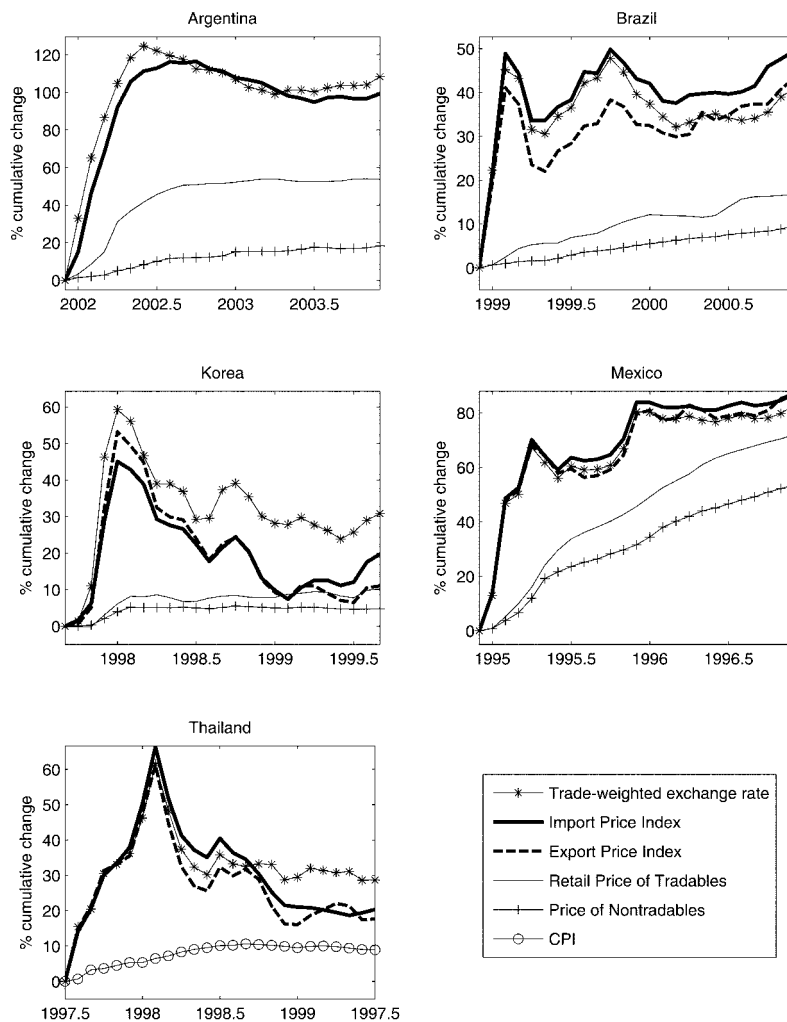 Argentina
% cumulative change
120
100
80
60
40
20
0
2002 2002.5 2003 2003.5
Brazil
% cumulative change
50
40
30
20
10
0
1999 1999.5 2000 2000.5
Korea
% cumulative change
60
50
40
30
20
10
0
1998 1998.5 1999 1999.5
Mexico
% cumulative change
80
60
40
20
0
1995 1995.5 1996 1996.5
Thailand
% cumulative change
60
50
40
30
20
10
0
1997.5 1998 1998.5 1999 1997.5
Trade-weighted exchange rate
Import Price Index
Export Price Index
Retail Price of Tradables
Price of Nontradables
CPI